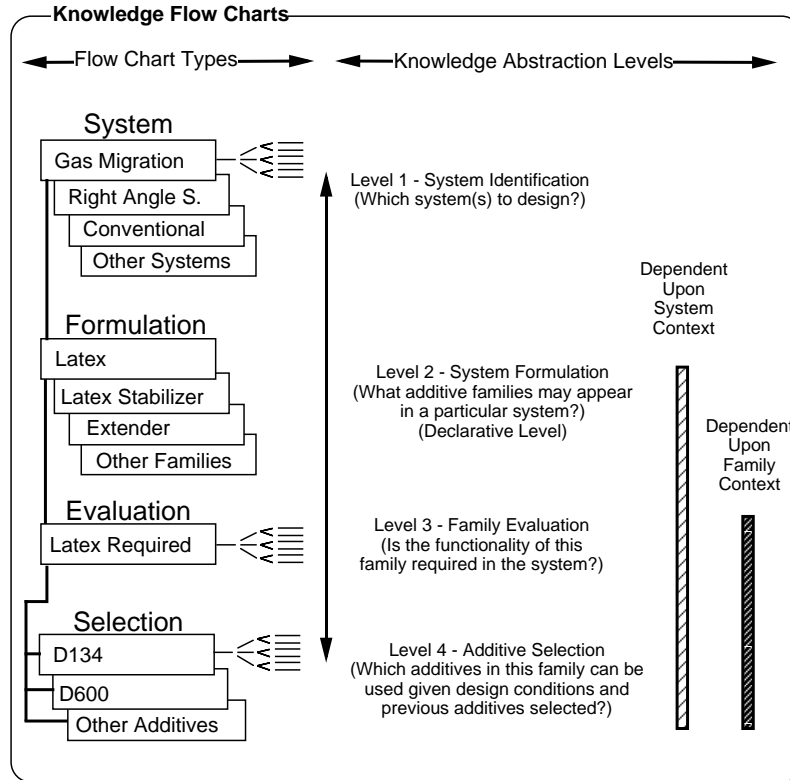 Knowledge Flow Charts
Flow Chart Types
Knowledge Abstraction Levels
System
Gas Migration
Right Angle S.
Conventional
Other Systems
Level 1 - System Identification
(Which system(s) to design?)
Dependent
Upon
System
Context
Formulation
Latex
Latex Stabilizer
Extender
Other Families
Level 2 - System Formulation
(What additive families may appear
in a particular system?)
(Declarative Level)
Dependent
Upon
Family
Context
Evaluation
Latex Required
Level 3 - Family Evaluation
(Is the functionality of this
family required in the system?)
Selection
D134
D600
Other Additives
Level 4 - Additive Selection
(Which additives in this family can be
used given design conditions and
previous additives selected?)